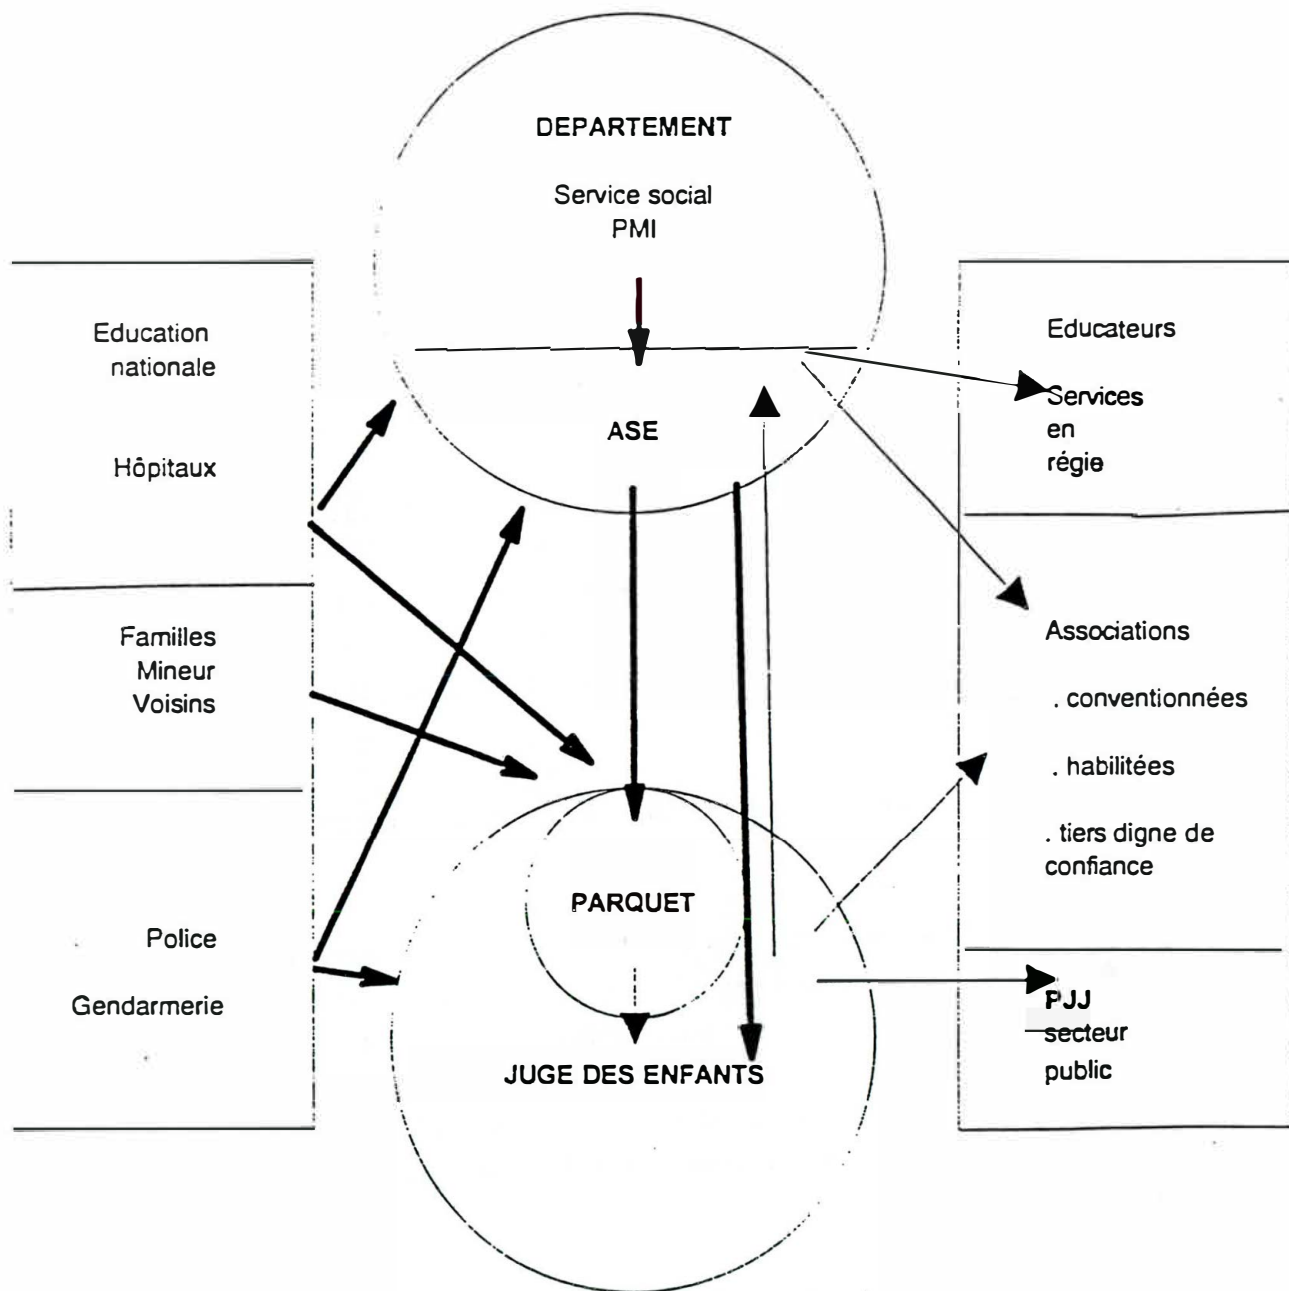 DEPARTEMENT
Service social
PMI
ASE
Education
nationale
Hôpitaux
Familles
Mineur
Voisins
Police
Gendarmerie
PARQUET
JUGE DES ENFANTS
Educateurs
Services
en
régie
Associations
. conventionnées
. habilitées
. tiers digne de
confiance
PJJ
secteur
public